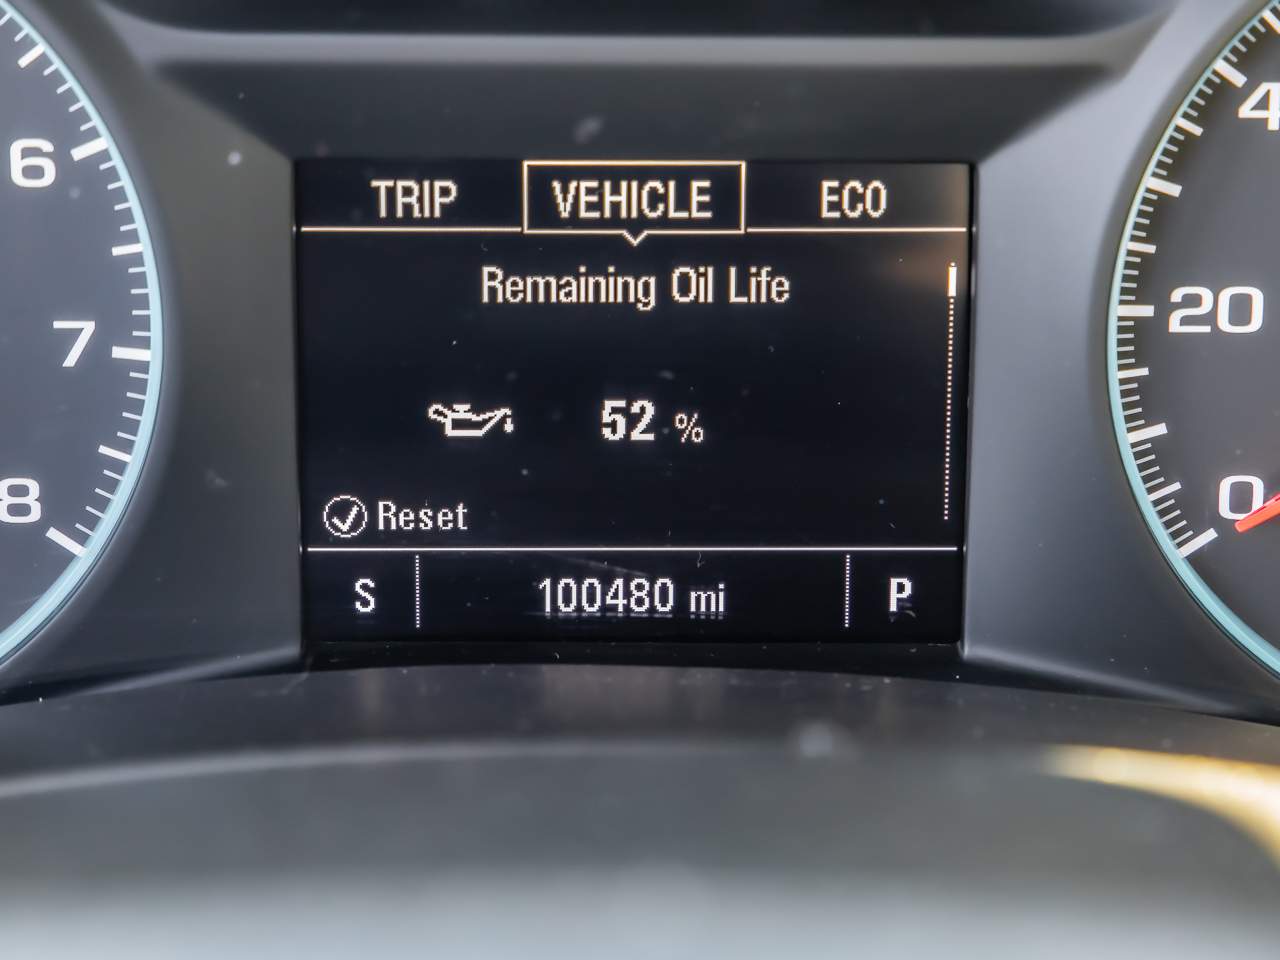 TRIP VEHICLE ECO
Remaining Oil Life
52 %
Reset
S 100480 mi P
6
7
8
4
20
0